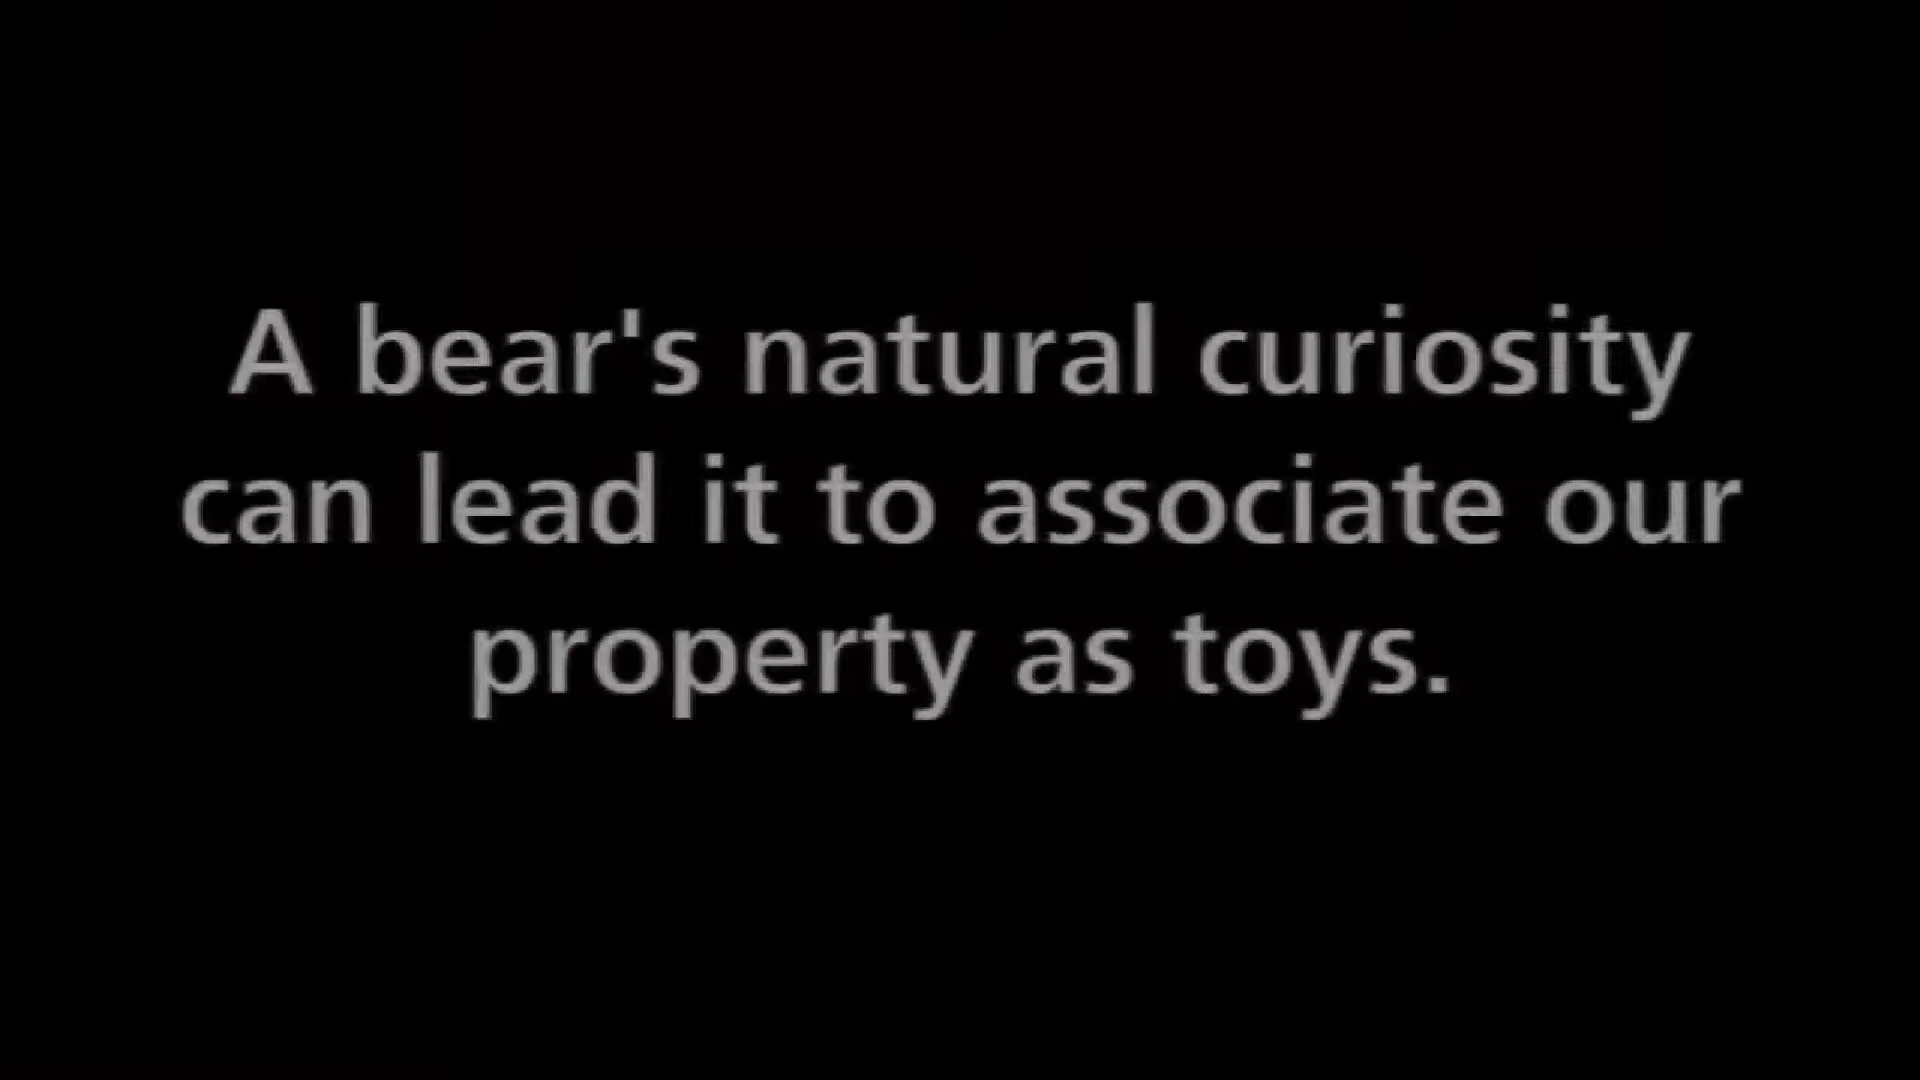 A bear's natural curiosity
can lead it to associate our
property as toys.